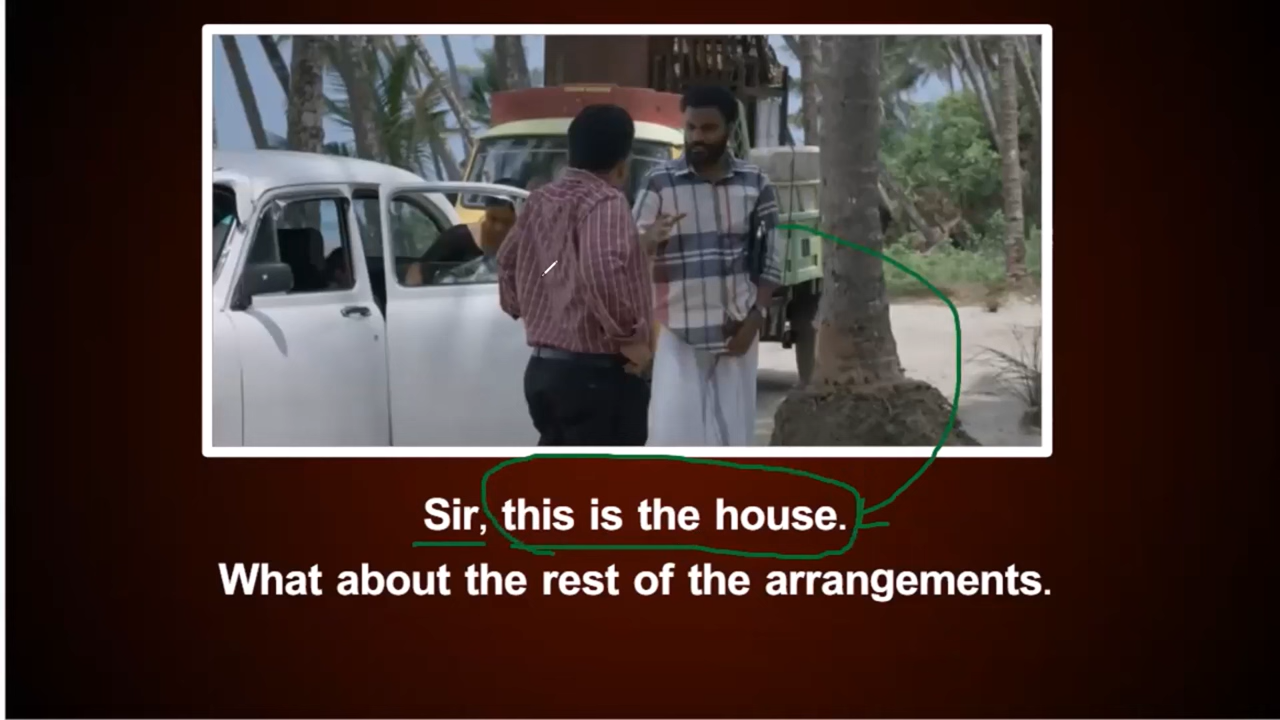 Sir, this is the house.
What about the rest of the arrangements.